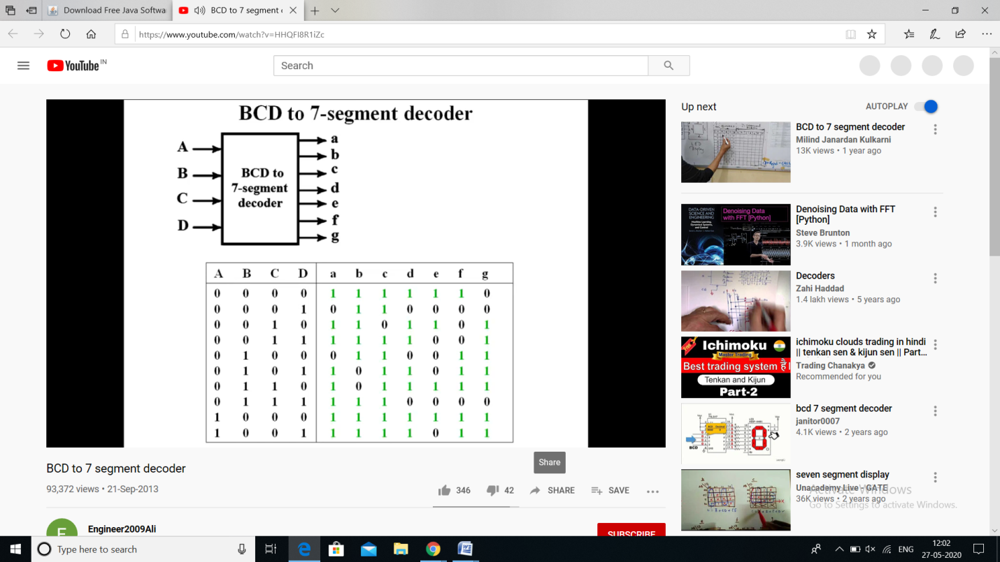 Download Free Java Softwa
BCD to 7 segment
https://www.youtube.com/watch?v=HHQFl8R1iZc
YouTube IN
Search
BCD to 7-segment decoder
A
B
C
D
BCD to
7-segment
decoder
a
b
c
d
e
f
g
A B C D a b c d e f g
0 0 0 0 1 1 1 1 1 1 0
0 0 0 1 0 1 1 0 0 0 0
0 0 1 0 1 1 0 1 1 0 1
0 0 1 1 1 1 1 1 0 0 1
0 1 0 0 0 1 1 0 0 1 1
0 1 0 1 1 0 1 1 0 1 1
0 1 1 0 1 0 1 1 1 1 1
0 1 1 1 1 1 1 0 0 0 0
1 0 0 0 1 1 1 1 1 1 1
1 0 0 1 1 1 1 1 0 1 1
BCD to 7 segment decoder
93,372 views • 21-Sep-2013
Share
346 42 SHARE SAVE
E
Engineer2009Ali
SUBSCRIBE
Up next
AUTOPLAY
BCD to 7 segment decoder
Milind Janardan Kulkarni
13K views • 1 year ago
DATA-DRIVEN
SCIENCE AND
ENGINEERING
Denoising Data
with FFT [Python]
Denoising Data with FFT
[Python]
Steve Brunton
3.9K views • 1 month ago
Decoders
Zahi Haddad
1.4 lakh views • 5 years ago
Free
Ichimoku
Master Trading
Best trading system है।
Tenkan and Kijun
Part-2
ichimoku clouds trading in hindi
|| tenkan sen & kijun sen || Part...
Trading Chanakya
Recommended for you
BCD
bcd 7 segment decoder
janitor0007
4.1K views • 2 years ago
seven segment display
Unacademy Live - GATE
36K views • 2 years ago
Activate Windows
Go to Settings to activate Windows.
Type here to search
ENG
12:02
27-05-2020